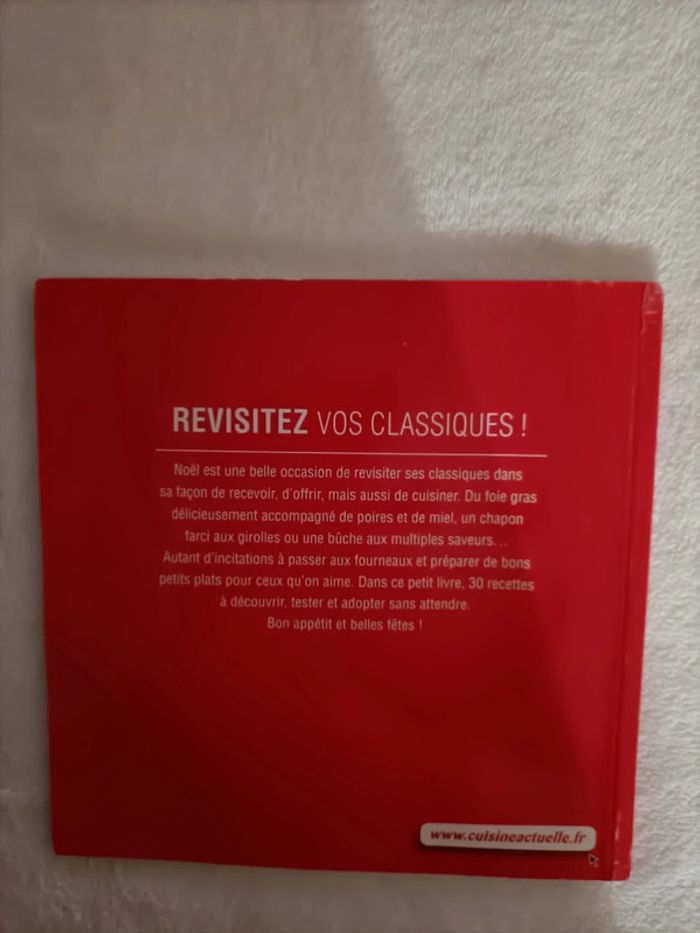 REVISITEZ VOS CLASSIQUES !
Noël est une belle occasion de revisiter ses classiques dans
sa façon de recevoir, d'offrir, mais aussi de cuisiner. Du foie gras
délicieusement accompagné de poires et de miel, un chapon
farci aux girolles ou une bûche aux multiples saveurs...
Autant d'incitations à passer aux fourneaux et préparer de bons
petits plats pour ceux qu'on aime. Dans ce petit livre, 30 recettes
à découvrir, tester et adopter sans attendre.
Bon appétit et belles fêtes !
www.cuisineactuelle.fr